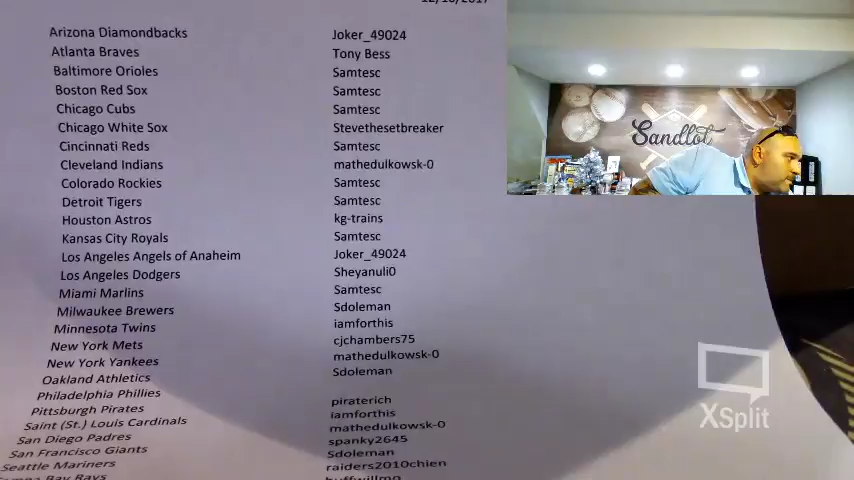 Arizona Diamondbacks Joker_49024
Atlanta Braves Tony Bess
Baltimore Orioles Samtesc
Boston Red Sox Samtesc
Chicago Cubs Samtesc
Chicago White Sox Stevethesetbreaker
Cincinnati Reds Samtesc
Cleveland Indians mathedulkowsk-0
Colorado Rockies Samtesc
Detroit Tigers Samtesc
Houston Astros kg-trains
Kansas City Royals Samtesc
Los Angeles Angels of Anaheim Joker_49024
Los Angeles Dodgers Sheyanuli0
Miami Marlins Samtesc
Milwaukee Brewers Sdoleman
Minnesota Twins iamforthis
New York Mets cjchambers75
New York Yankees mathedulkowsk-0
Oakland Athletics Sdoleman
Philadelphia Phillies
Pittsburgh Pirates piraterich
Saint (St.) Louis Cardinals iamforthis
San Diego Padres mathedulkowsk-0
San Francisco Giants spanky2645
Seattle Mariners Sdoleman
Tampa Bay Rays raiders2010chien
Sandlot
XSplit